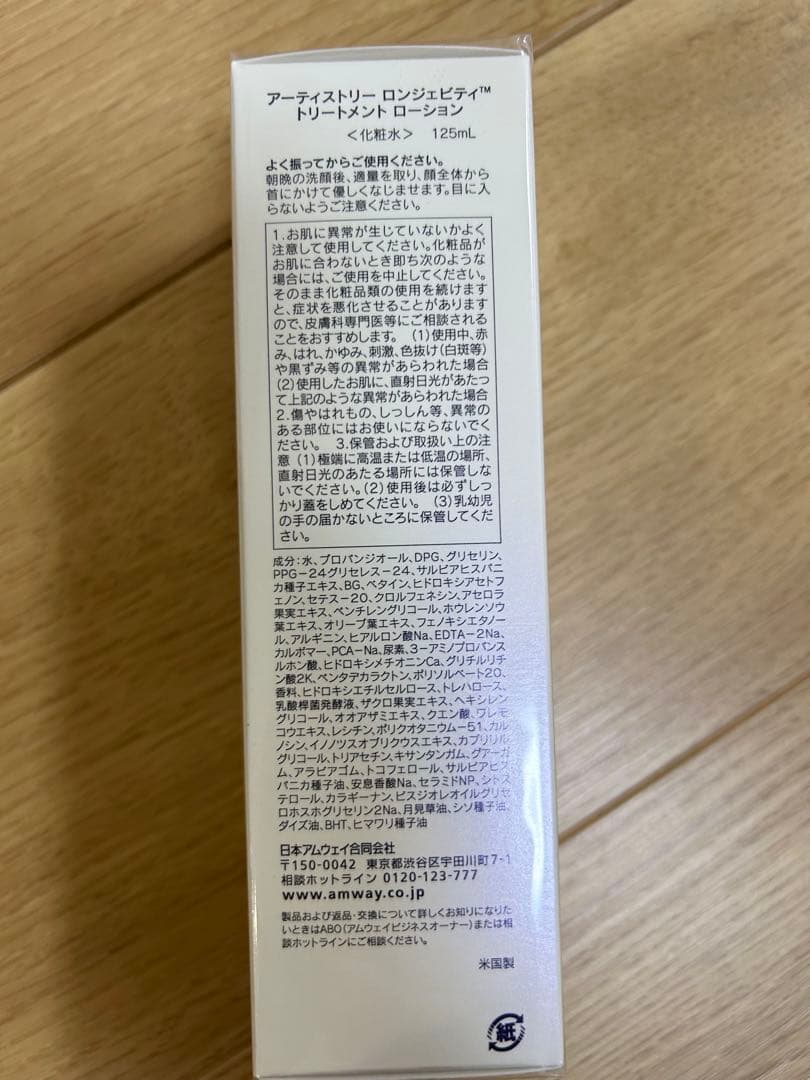 アーティストリー ロンジェビティ™
トリートメント ローション
＜化粧水＞ 125mL
よく振ってからご使用ください。
朝晩の洗顔後、適量を取り、顔全体から
首にかけて優しくなじませます。目に入
らないようご注意ください。
1.お肌に異常が生じていないかよく
注意して使用してください。化粧品が
お肌に合わないとき即ち次のような
場合には、ご使用を中止してください。
そのまま化粧品類の使用を続けます
と、症状を悪化させることがあります
ので、皮膚科専門医等にご相談される
ことをおすすめします。 (1)使用中、赤
み、はれ、かゆみ、刺激、色抜け(白斑等)
や黒ずみ等の異常があらわれた場合
(2)使用したお肌に、直射日光があたっ
て上記のような異常があらわれた場合
2.傷やはれもの、しっしん等、異常の
ある部位にはお使いにならないでく
ださい。 3.保管および取扱い上の注
意 (1)極端に高温または低温の場所、
直射日光のあたる場所には保管しな
いでください。(2)使用後は必ずしっ
かり蓋をしめてください。 (3)乳幼児
の手の届かないところに保管してくだ
さい。
成分:水、プロパンジオール、DPG、グリセリン、
PPG-24グリセレス-24、サルビアヒスパニ
カ種子エキス、BG、ベタイン、ヒドロキシアセトフ
ェノン、セテス-20、クロルフェネシン、アセロラ
果実エキス、ペンチレングリコール、ホウレンソウ
葉エキス、オリーブ葉エキス、フェノキシエタノー
ル、アルギニン、ヒアルロン酸Na、EDTA-2Na、
カルボマー、PCA-Na、尿素、3-アミノプロパンス
ルホン酸、ヒドロキシメチオニンCa、グリチルリチ
ン酸2K、ペンタデカラクトン、ポリソルベート20、
香料、ヒドロキシエチルセルロース、トレハロース、
乳酸桿菌発酵液、ザクロ果実エキス、ヘキシレン
グリコール、オオアザミエキス、クエン酸、ワレモ
コウエキス、レシチン、ポリクオタニウム-51、カル
ノシン、イノノツスオブリクウスエキス、カプリリル
グリコール、トリアセチン、キサンタンガム、グアーガ
ム、アラビアゴム、トコフェロール、サルビアヒス
パニカ種子油、安息香酸Na、セラミドNP、シトス
テロール、カラギーナン、ビスジオレオイルグリセ
ロホスホグリセリン2Na、月見草油、シソ種子油、
ダイズ油、BHT、ヒマワリ種子油
日本アムウェイ合同会社
〒150-0042 東京都渋谷区宇田川町7-1
相談ホットライン 0120-123-777
www.amway.co.jp
製品および返品・交換について詳しくお知りになりた
いときはABO(アムウェイビジネスオーナー)または相
談ホットラインにご相談ください。
米国製
紙